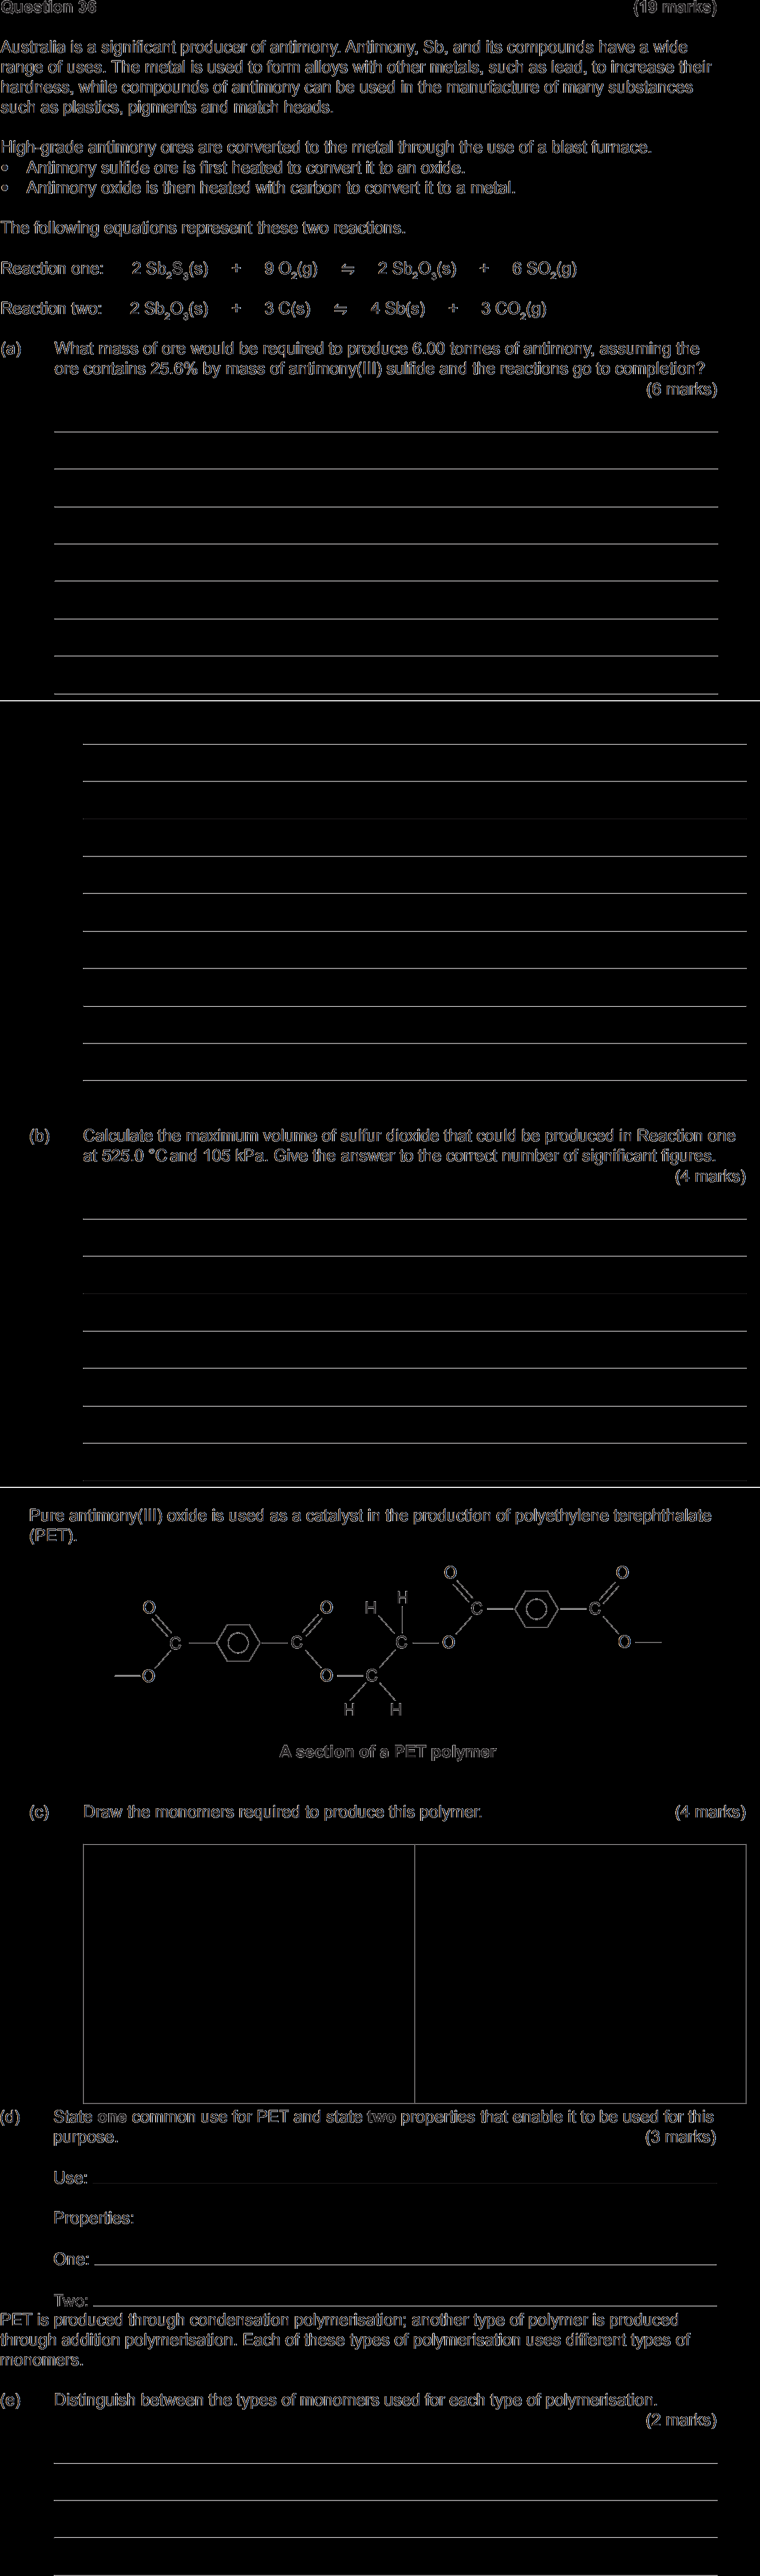 Question 36 (19 marks)
Australia is a significant producer of antimony. Antimony, Sb, and its compounds have a wide
range of uses. The metal is used to form alloys with other metals, such as lead, to increase their
hardness, while compounds of antimony can be used in the manufacture of many substances
such as plastics, pigments and match heads.
High-grade antimony ores are converted to the metal through the use of a blast furnace.
• Antimony sulfide ore is first heated to convert it to an oxide.
• Antimony oxide is then heated with carbon to convert it to a metal.
The following equations represent these two reactions.
Reaction one: 2 Sb₂S₃(s) + 9 O₂(g) ⇋ 2 Sb₂O₃(s) + 6 SO₂(g)
Reaction two: 2 Sb₂O₃(s) + 3 C(s) ⇋ 4 Sb(s) + 3 CO₂(g)
(a) What mass of ore would be required to produce 6.00 tonnes of antimony, assuming the
ore contains 25.6% by mass of antimony(III) sulfide and the reactions go to completion?
(6 marks)
(b) Calculate the maximum volume of sulfur dioxide that could be produced in Reaction one
at 525.0 °C and 105 kPa. Give the answer to the correct number of significant figures.
(4 marks)
Pure antimony(III) oxide is used as a catalyst in the production of polyethylene terephthalate
(PET).
O O
O O H H
C C
C C C O
O O
O C
H H
A section of a PET polymer
(c) Draw the monomers required to produce this polymer. (4 marks)
(d) State one common use for PET and state two properties that enable it to be used for this
purpose. (3 marks)
Use:
Properties:
One:
Two:
PET is produced through condensation polymerisation; another type of polymer is produced
through addition polymerisation. Each of these types of polymerisation uses different types of
monomers.
(e) Distinguish between the types of monomers used for each type of polymerisation.
(2 marks)